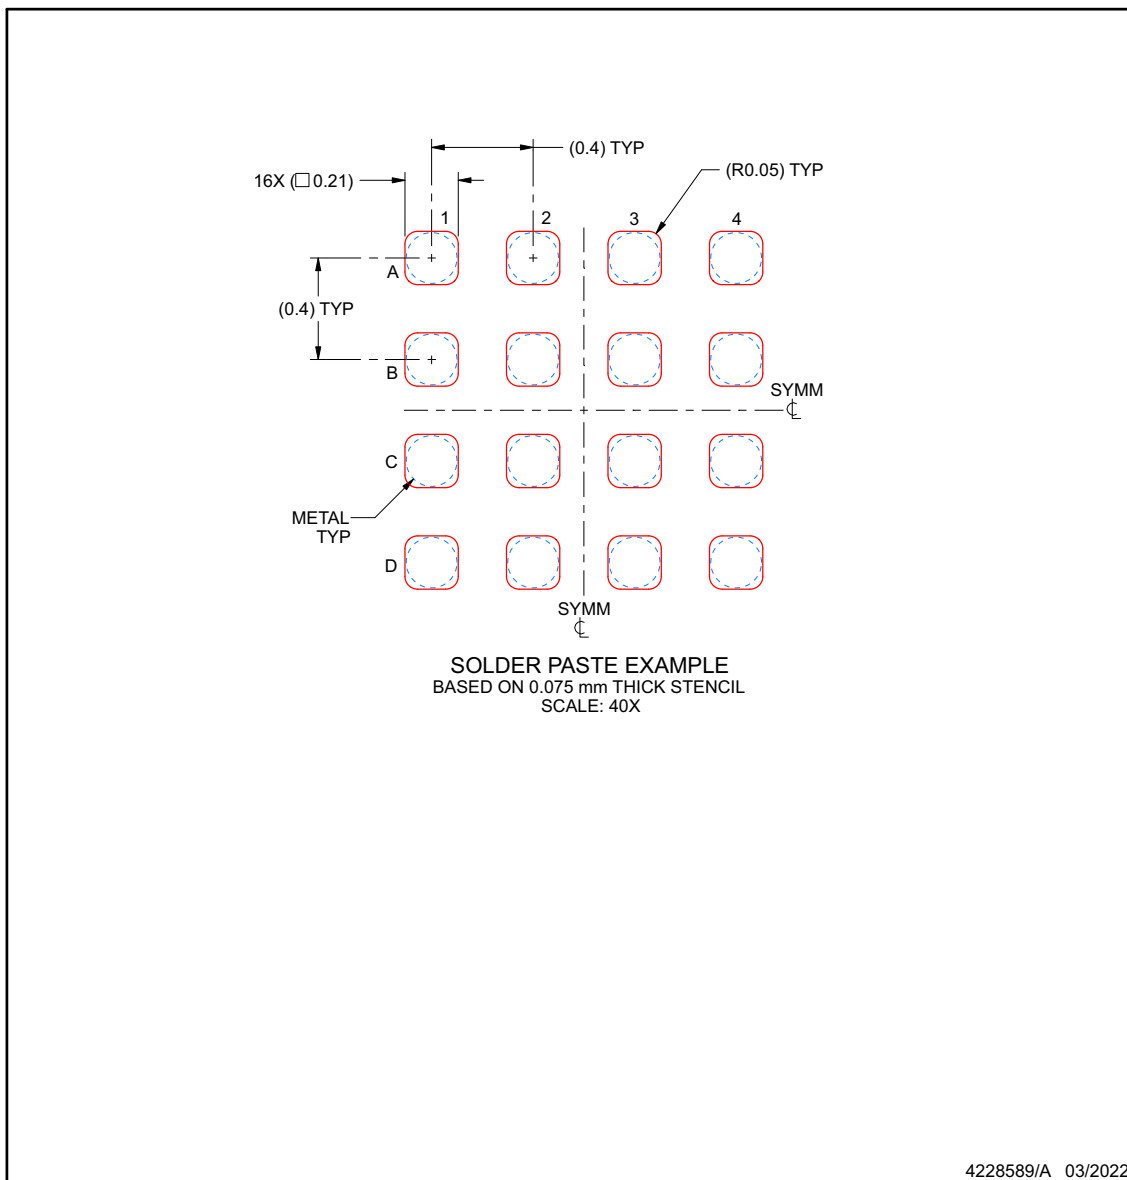 (0.4) TYP
16X (□ 0.21)
(R0.05) TYP
1
2
3
4
A
(0.4) TYP
B
SYMM
℄
C
METAL
TYP
D
SYMM
℄
SOLDER PASTE EXAMPLE
BASED ON 0.075 mm THICK STENCIL
SCALE: 40X
4228589/A 03/2022